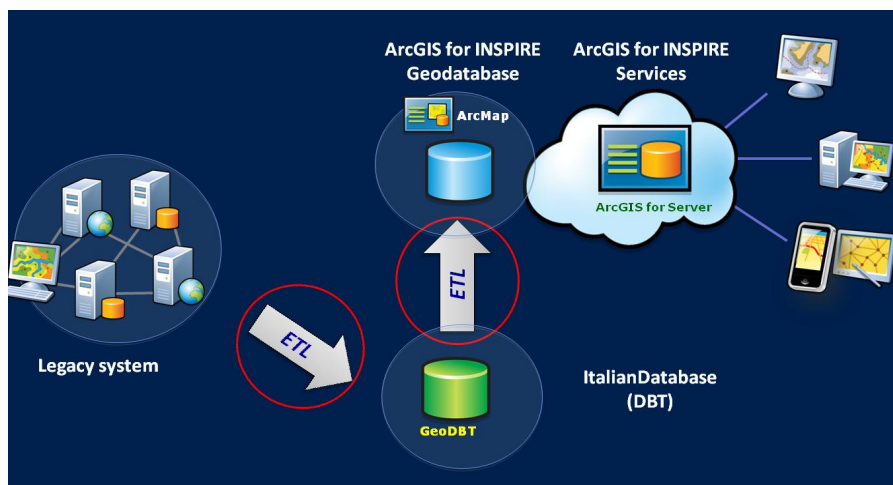 ArcGIS for INSPIRE
Geodatabase
ArcGIS for INSPIRE
Services
ArcMap
ArcGIS for Server
ETL
Legacy system
ETL
GeoDBT
ItalianDatabase
(DBT)